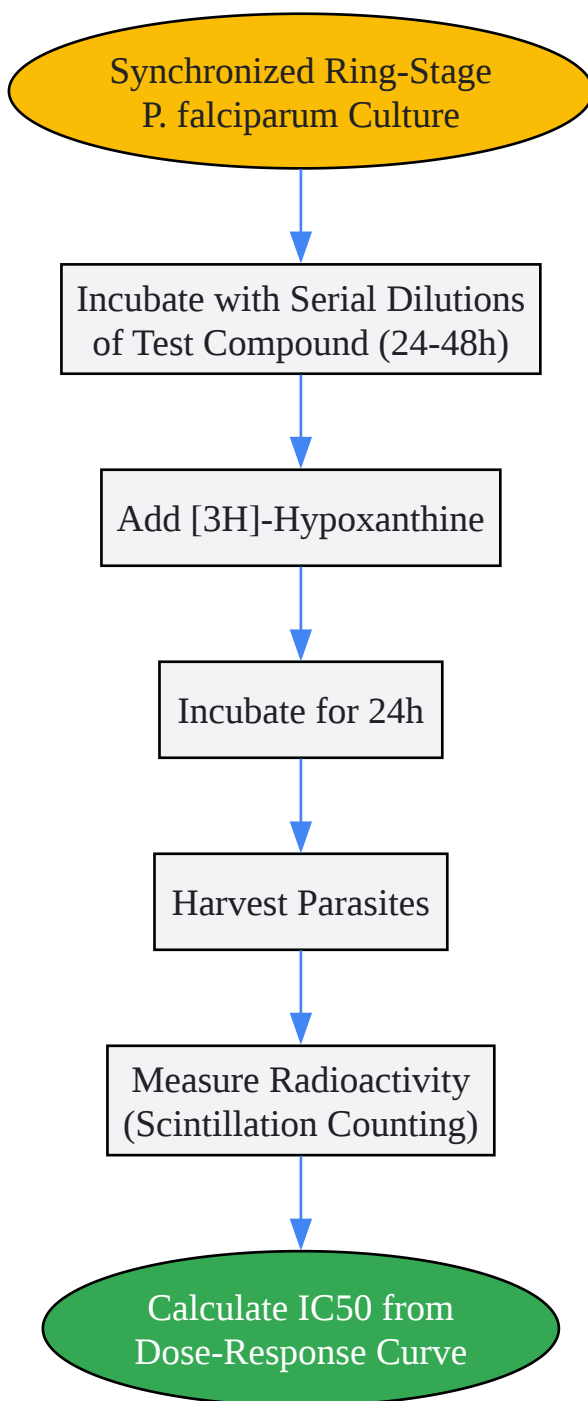 Synchronized Ring-Stage
P. falciparum Culture
Incubate with Serial Dilutions
of Test Compound (24-48h)
Add [3H]-Hypoxanthine
Incubate for 24h
Harvest Parasites
Measure Radioactivity
(Scintillation Counting)
Calculate IC50 from
Dose-Response Curve